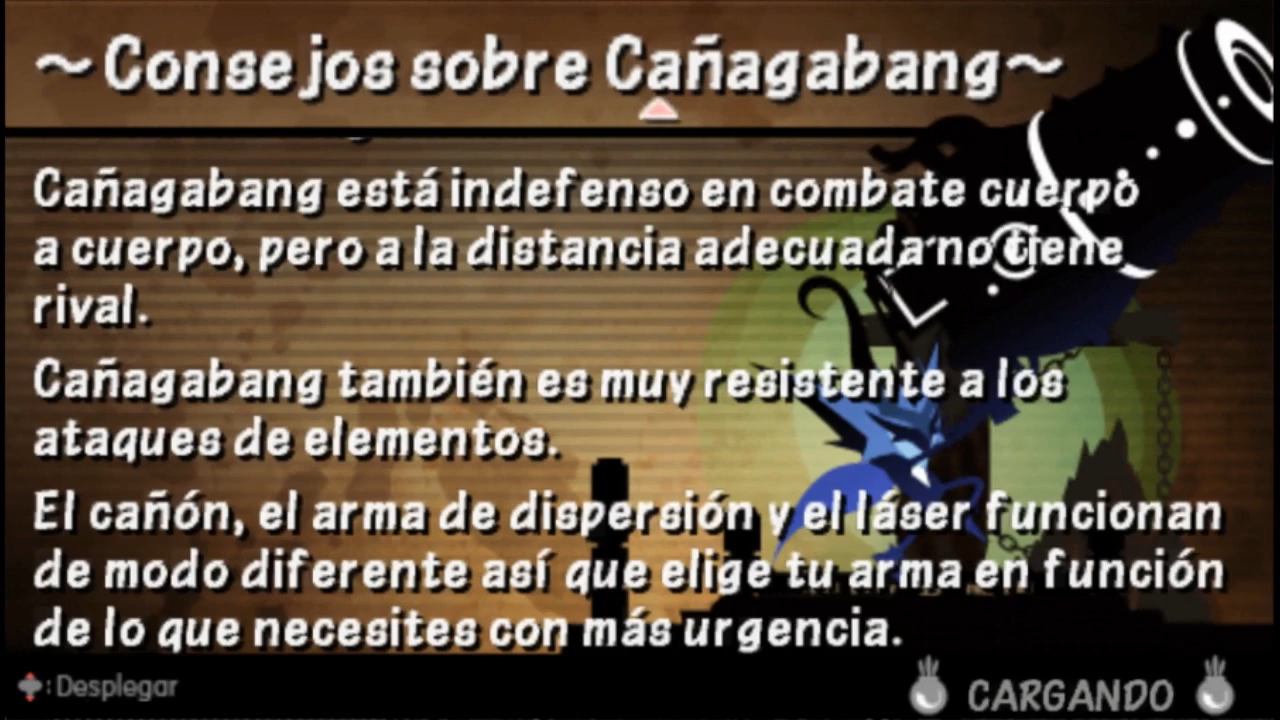 ~Consejos sobre Cañagabang~
Cañagabang está indefenso en combate cuerpo
a cuerpo, pero a la distancia adecuada no tiene
rival.
Cañagabang también es muy resistente a los
ataques de elementos.
El cañón, el arma de dispersión y el láser funcionan
de modo diferente así que elige tu arma en función
de lo que necesites con más urgencia.
: Desplegar
CARGANDO